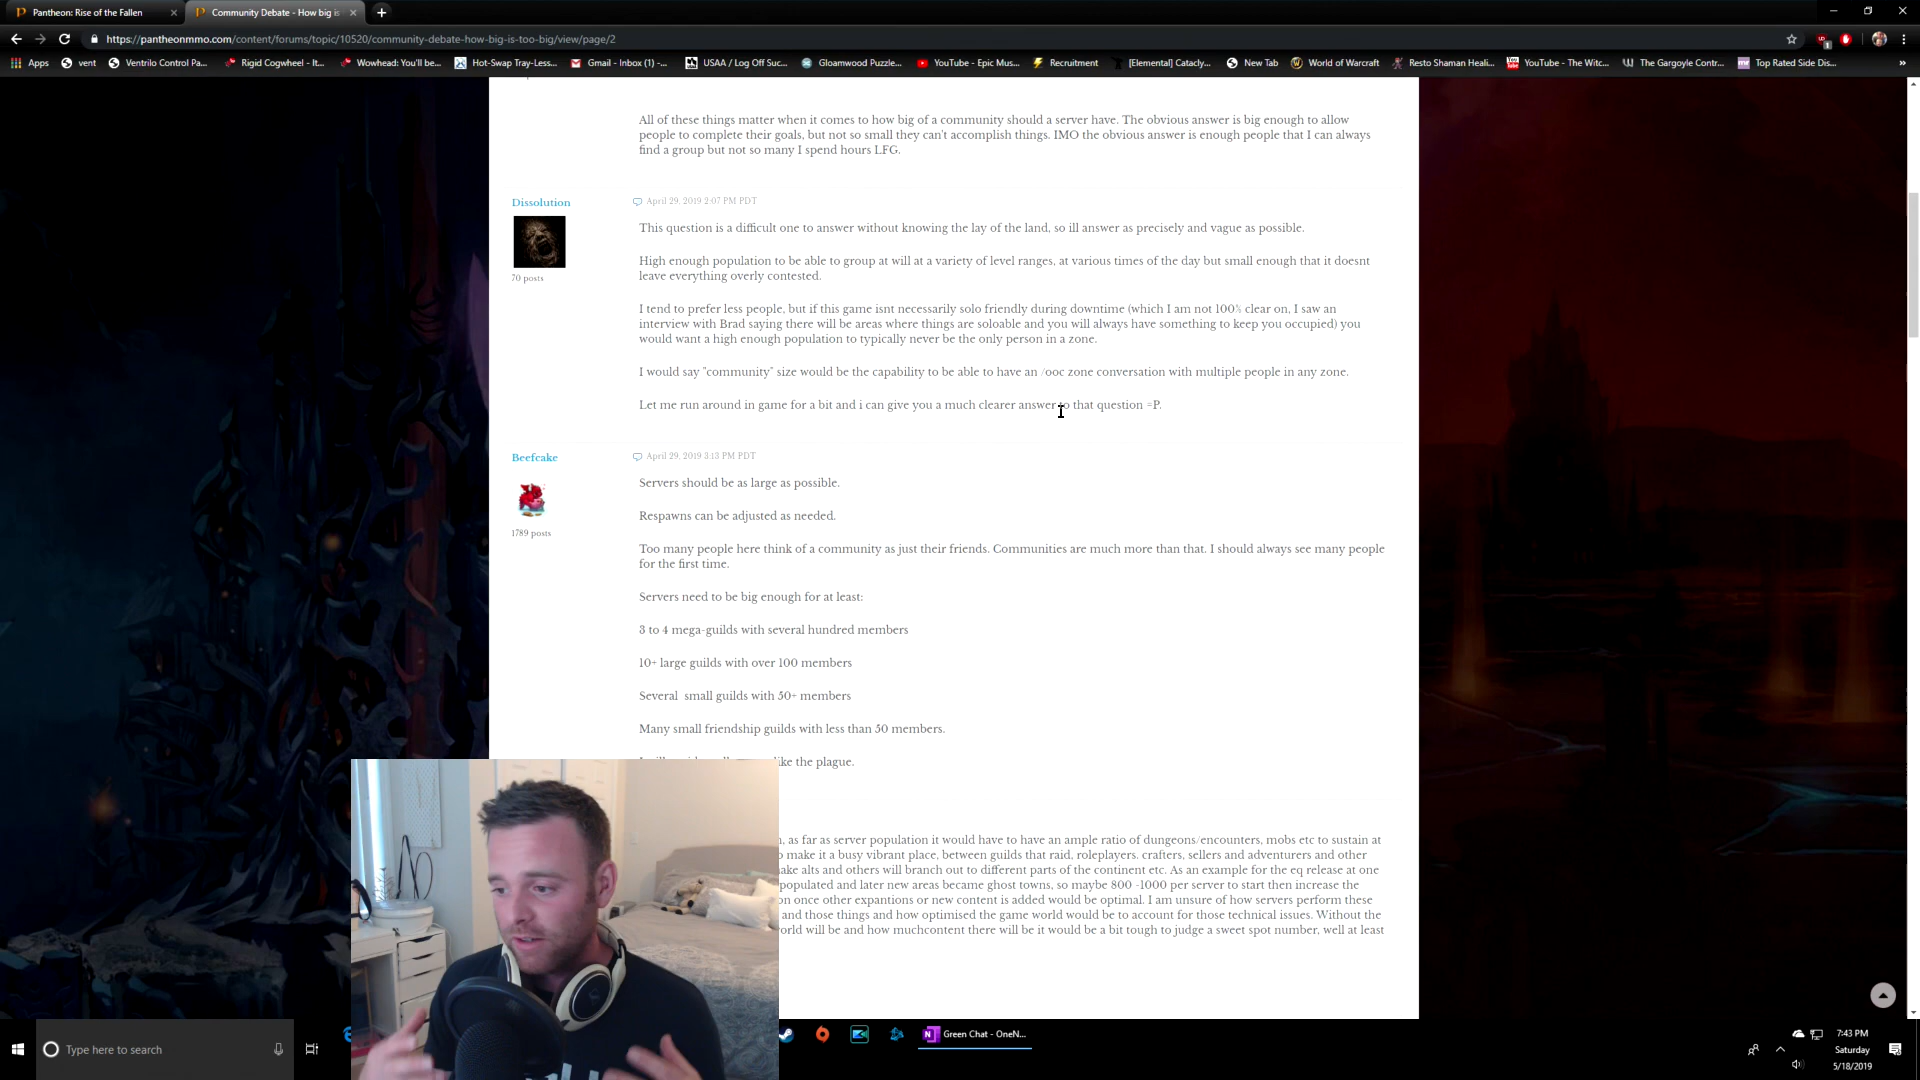 Pantheon: Rise of the Fallen
Community Debate - How big is
https://pantheonmmo.com/content/forums/topic/10520/community-debate-how-big-is-too-big/view/page/2
Apps
vent
Ventrilo Control Pa...
Rigid Cogwheel - It...
Wowhead: You'll be...
Hot-Swap Tray-Less...
Gmail - Inbox (1) -...
USAA / Log Off Suc...
Gloamwood Puzzle...
YouTube - Epic Mus...
Recruitment
[Elemental] Catacly...
New Tab
World of Warcraft
Resto Shaman Heali...
YouTube - The Witc...
The Gargoyle Contr...
Top Rated Side Dis...
All of these things matter when it comes to how big of a community should a server have. The obvious answer is big enough to allow
people to complete their goals, but not so small they can't accomplish things. IMO the obvious answer is enough people that I can always
find a group but not so many I spend hours LFG.
Dissolution
April 29, 2019 2:07 PM PDT
70 posts
This question is a difficult one to answer without knowing the lay of the land, so ill answer as precisely and vague as possible.
High enough population to be able to group at will at a variety of level ranges, at various times of the day but small enough that it doesnt
leave everything overly contested.
I tend to prefer less people, but if this game isnt necessarily solo friendly during downtime (which I am not 100% clear on, I saw an
interview with Brad saying there will be areas where things are soloable and you will always have something to keep you occupied) you
would want a high enough population to typically never be the only person in a zone.
I would say "community" size would be the capability to be able to have an /ooc zone conversation with multiple people in any zone.
Let me run around in game for a bit and i can give you a much clearer answer to that question =P.
Beefcake
April 29, 2019 3:13 PM PDT
1789 posts
Servers should be as large as possible.
Respawns can be adjusted as needed.
Too many people here think of a community as just their friends. Communities are much more than that. I should always see many people
for the first time.
Servers need to be big enough for at least:
3 to 4 mega-guilds with several hundred members
10+ large guilds with over 100 members
Several small guilds with 50+ members
Many small friendship guilds with less than 50 members.
like the plague.
, as far as server population it would have to have an ample ratio of dungeons/encounters, mobs etc to sustain at
make it a busy vibrant place, between guilds that raid, roleplayers, crafters, sellers and adventurers and other
ake alts and others will branch out to different parts of the continent etc. As an example for the eq release at one
populated and later new areas became ghost towns, so maybe 800 -1000 per server to start then increase the
on once other expantions or new content is added would be optimal. I am unsure of how servers perform these
and those things and how optimised the game world would be to account for those technical issues. Without the
world will be and how muchcontent there will be it would be a bit tough to judge a sweet spot number, well at least
Type here to search
Green Chat - OneN...
7:43 PM
Saturday
5/18/2019